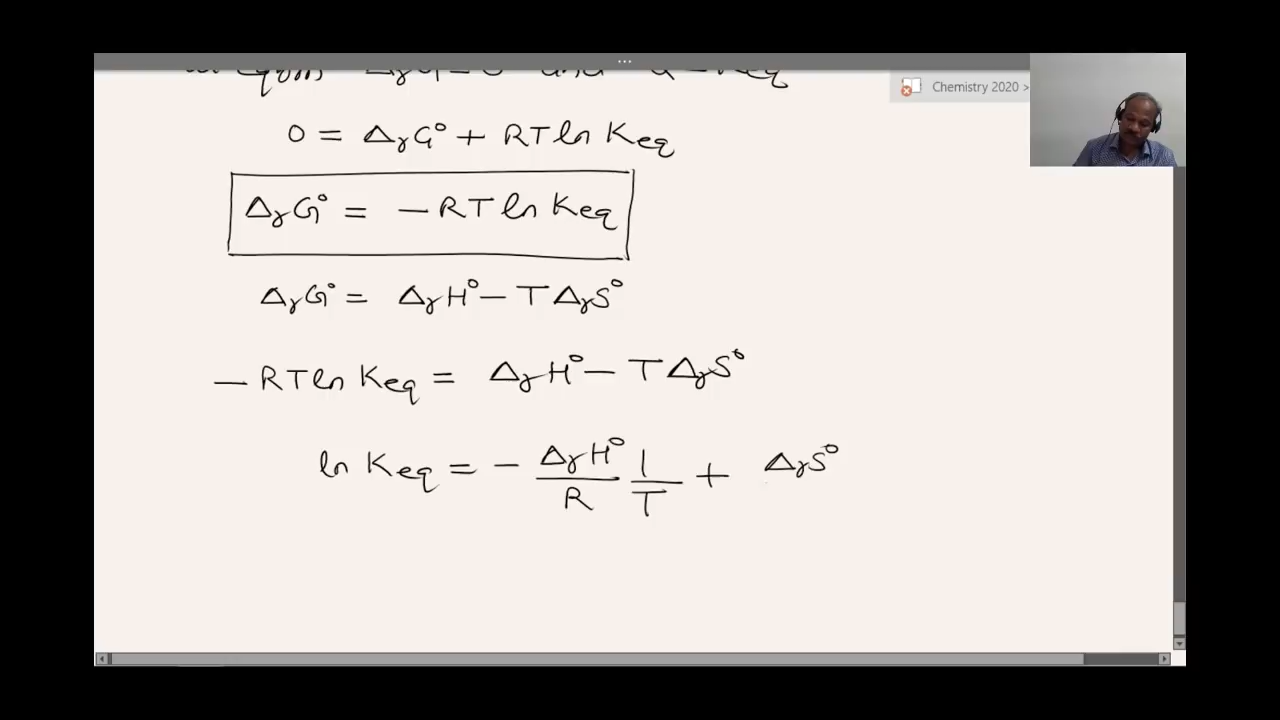 Chemistry 2020 >
and
0 = ΔrG° + RT ln Keq
ΔrG° = − RT ln Keq
ΔrG° = ΔrH° − TΔrS°
− RT ln Keq = ΔrH° − TΔrS°
ln Keq = − ΔrH°/R 1/T + ΔrS°